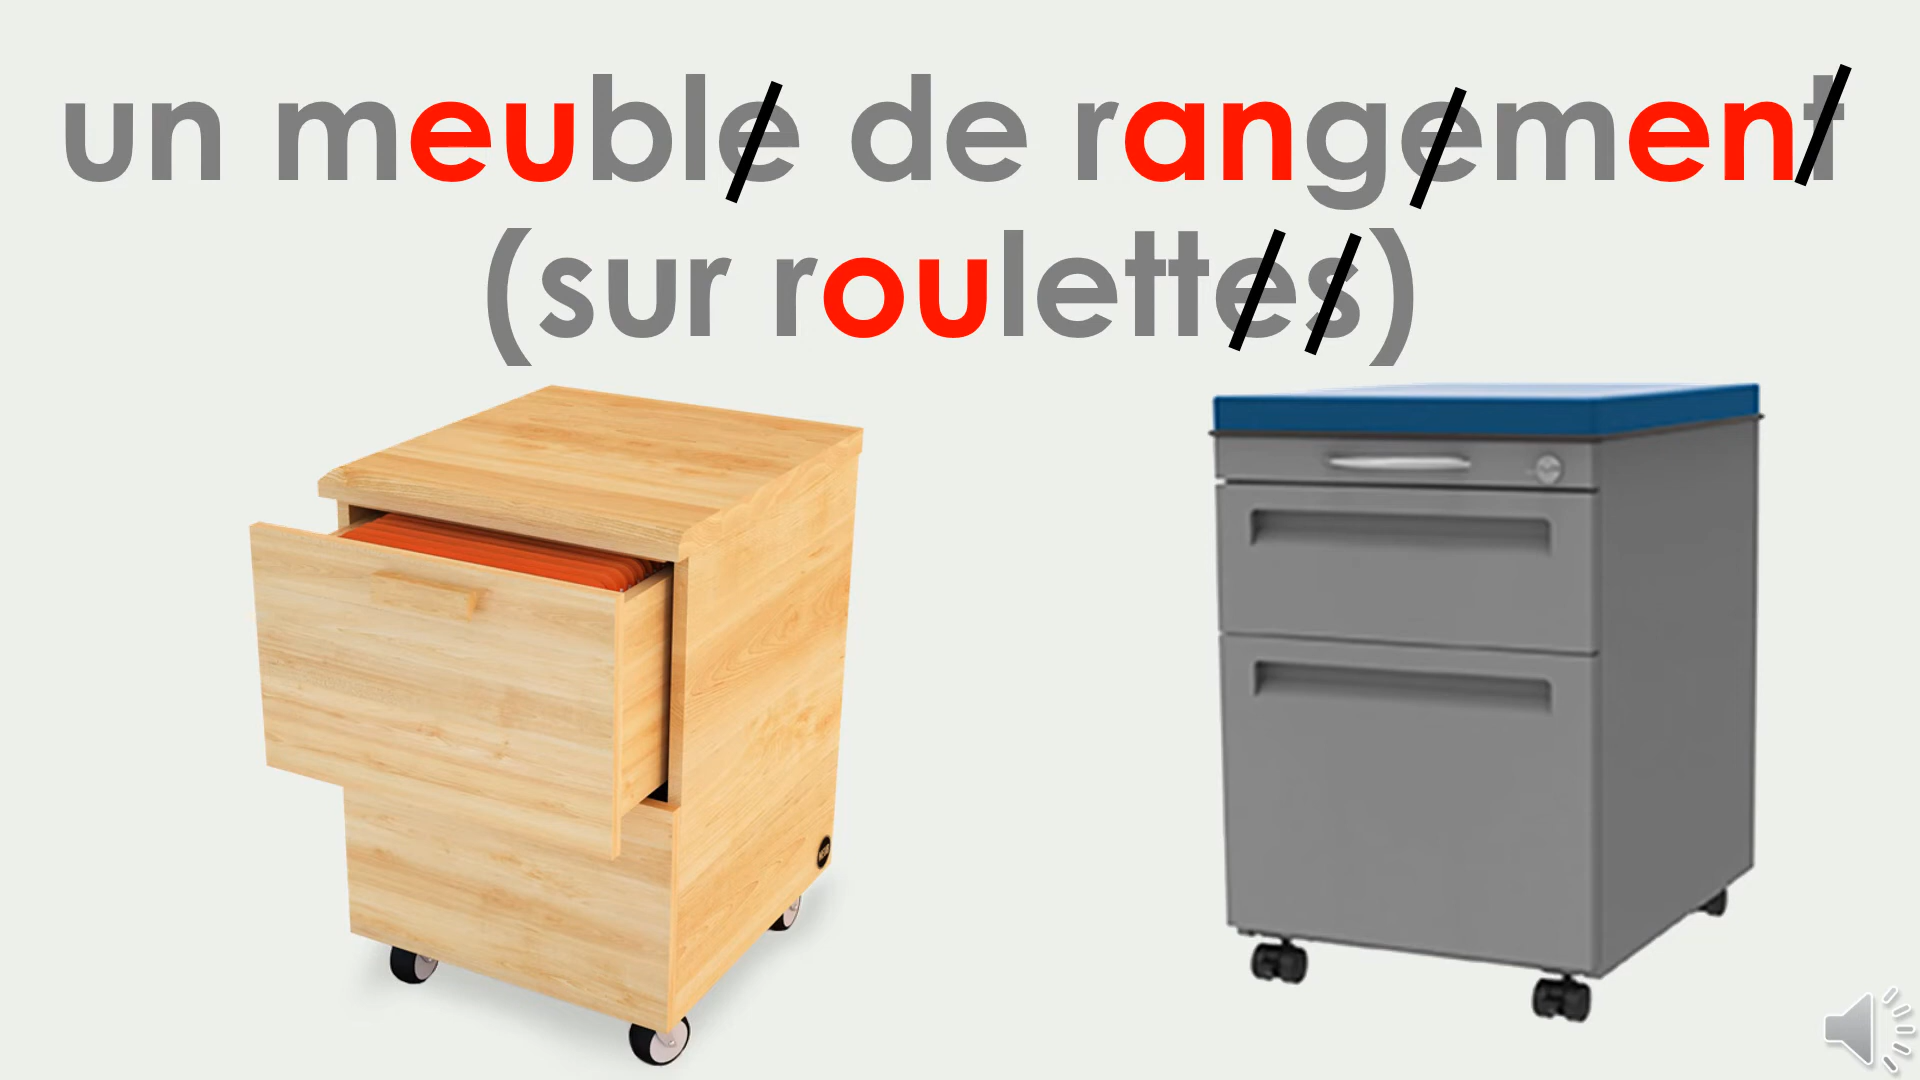 un meuble de rangement
(sur roulettes)